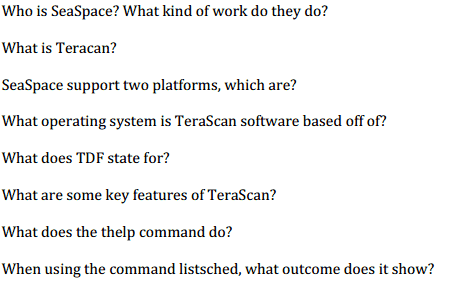 Who is SeaSpace? What kind of work do they do?
What is Teracan?
SeaSpace support two platforms, which are?
What operating system is TeraScan software based off of?
What does TDF state for?
What are some key features of TeraScan?
What does the thelp command do?
When using the command listsched, what outcome does it show?